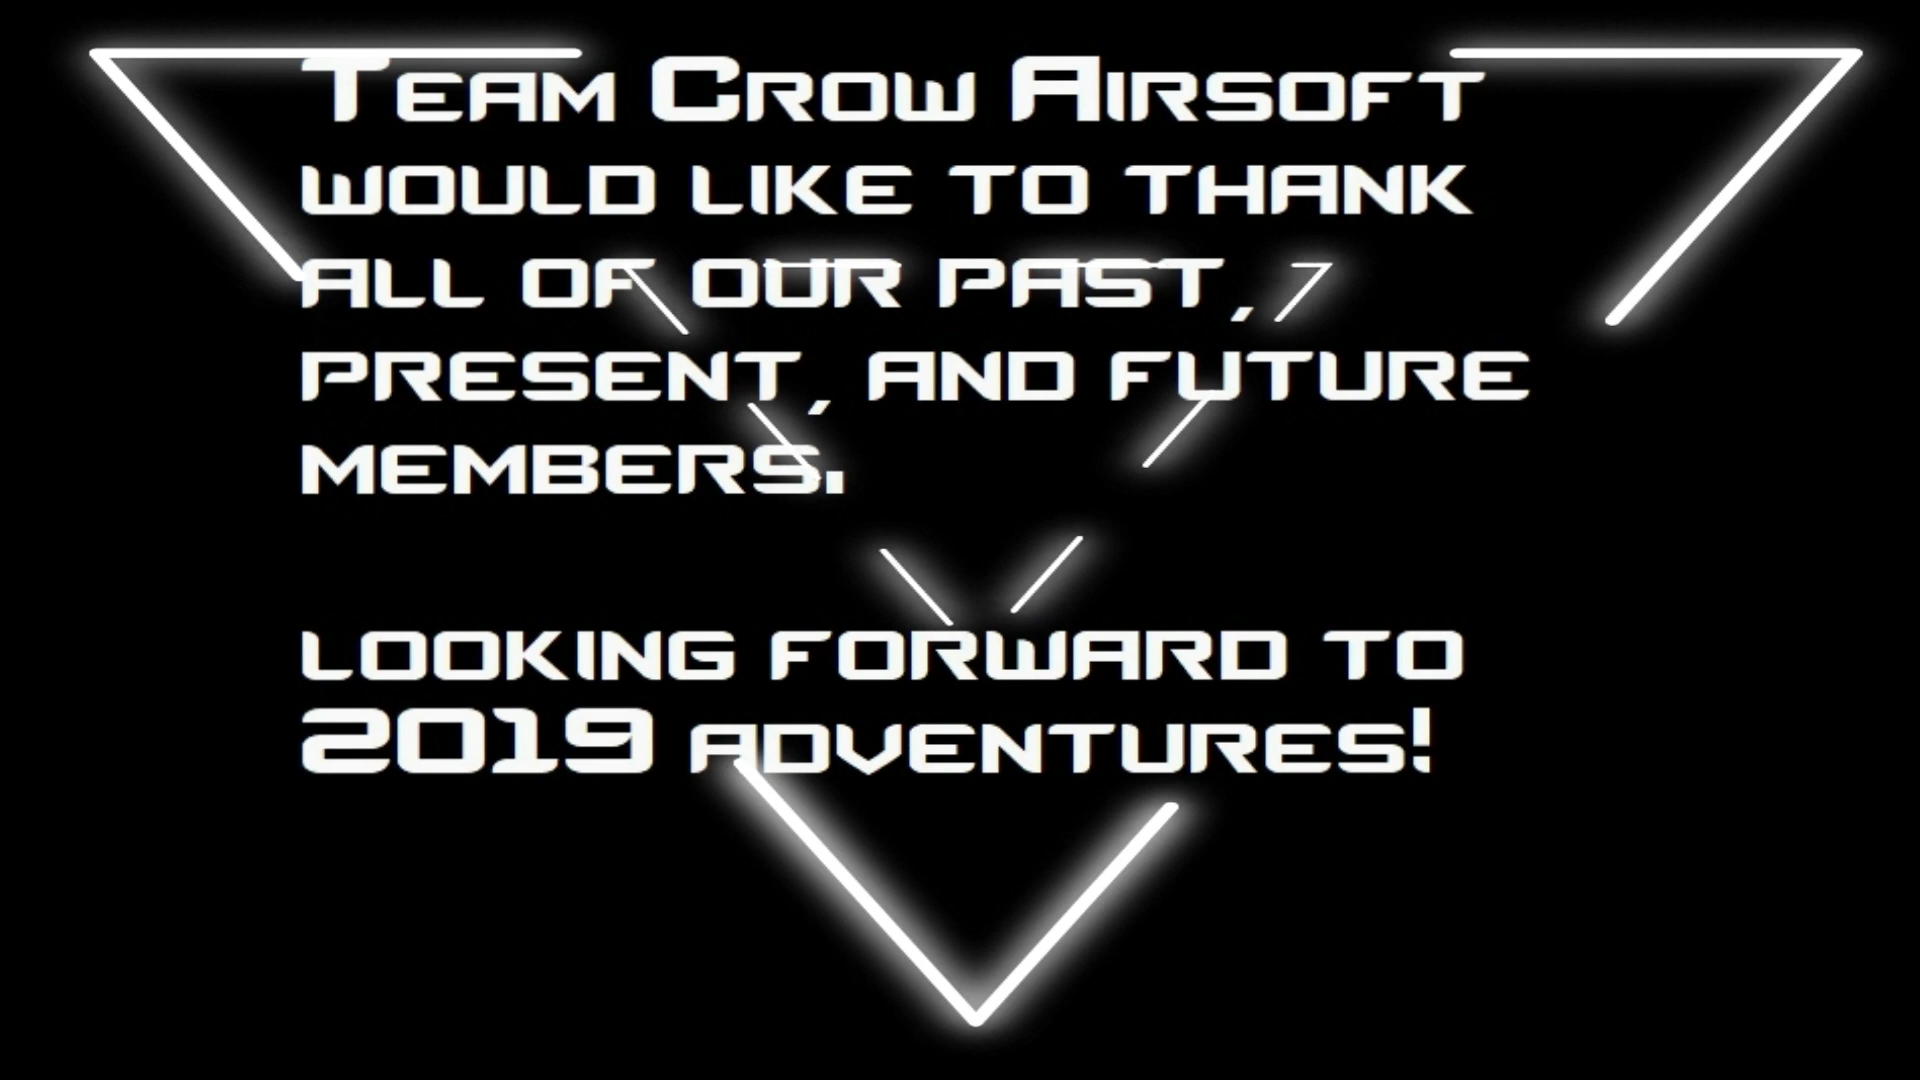 Team Crow Airsoft
would like to thank
all of our past,
present, and future
members.
looking forward to
2019 adventures!